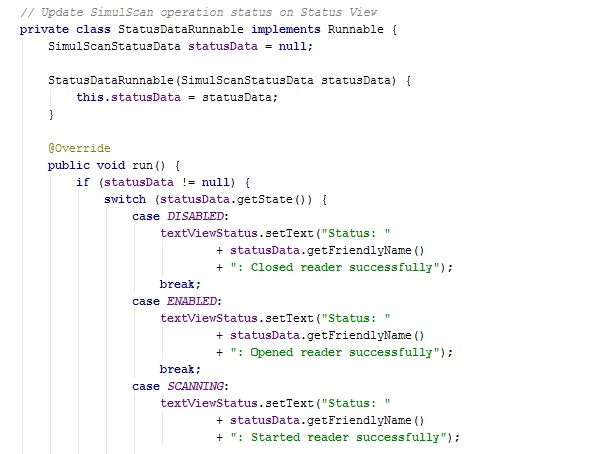 // Update SimulScan operation status on Status View
private class StatusDataRunnable implements Runnable {
    SimulScanStatusData statusData = null;

    StatusDataRunnable(SimulScanStatusData statusData) {
        this.statusData = statusData;
    }

    @Override
    public void run() {
        if (statusData != null) {
            switch (statusData.getState()) {
                case DISABLED:
                    textViewStatus.setText("Status: "
                            + statusData.getFriendlyName()
                            + ": Closed reader successfully");
                    break;
                case ENABLED:
                    textViewStatus.setText("Status: "
                            + statusData.getFriendlyName()
                            + ": Opened reader successfully");
                    break;
                case SCANNING:
                    textViewStatus.setText("Status: "
                            + statusData.getFriendlyName()
                            + ": Started reader successfully");